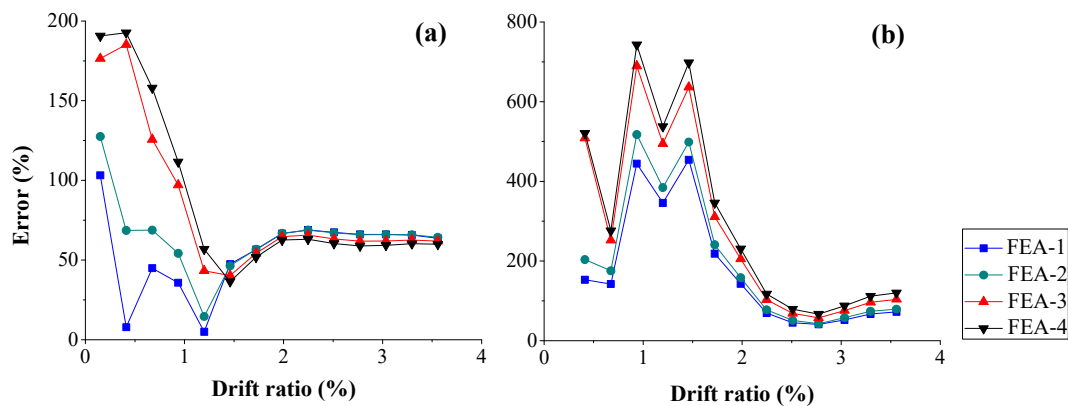 (a)
200
150
100
50
0
0 1 2 3 4
Error (%)
Drift ratio (%)
(b)
800
600
400
200
0
0 1 2 3 4
Drift ratio (%)
FEA-1
FEA-2
FEA-3
FEA-4